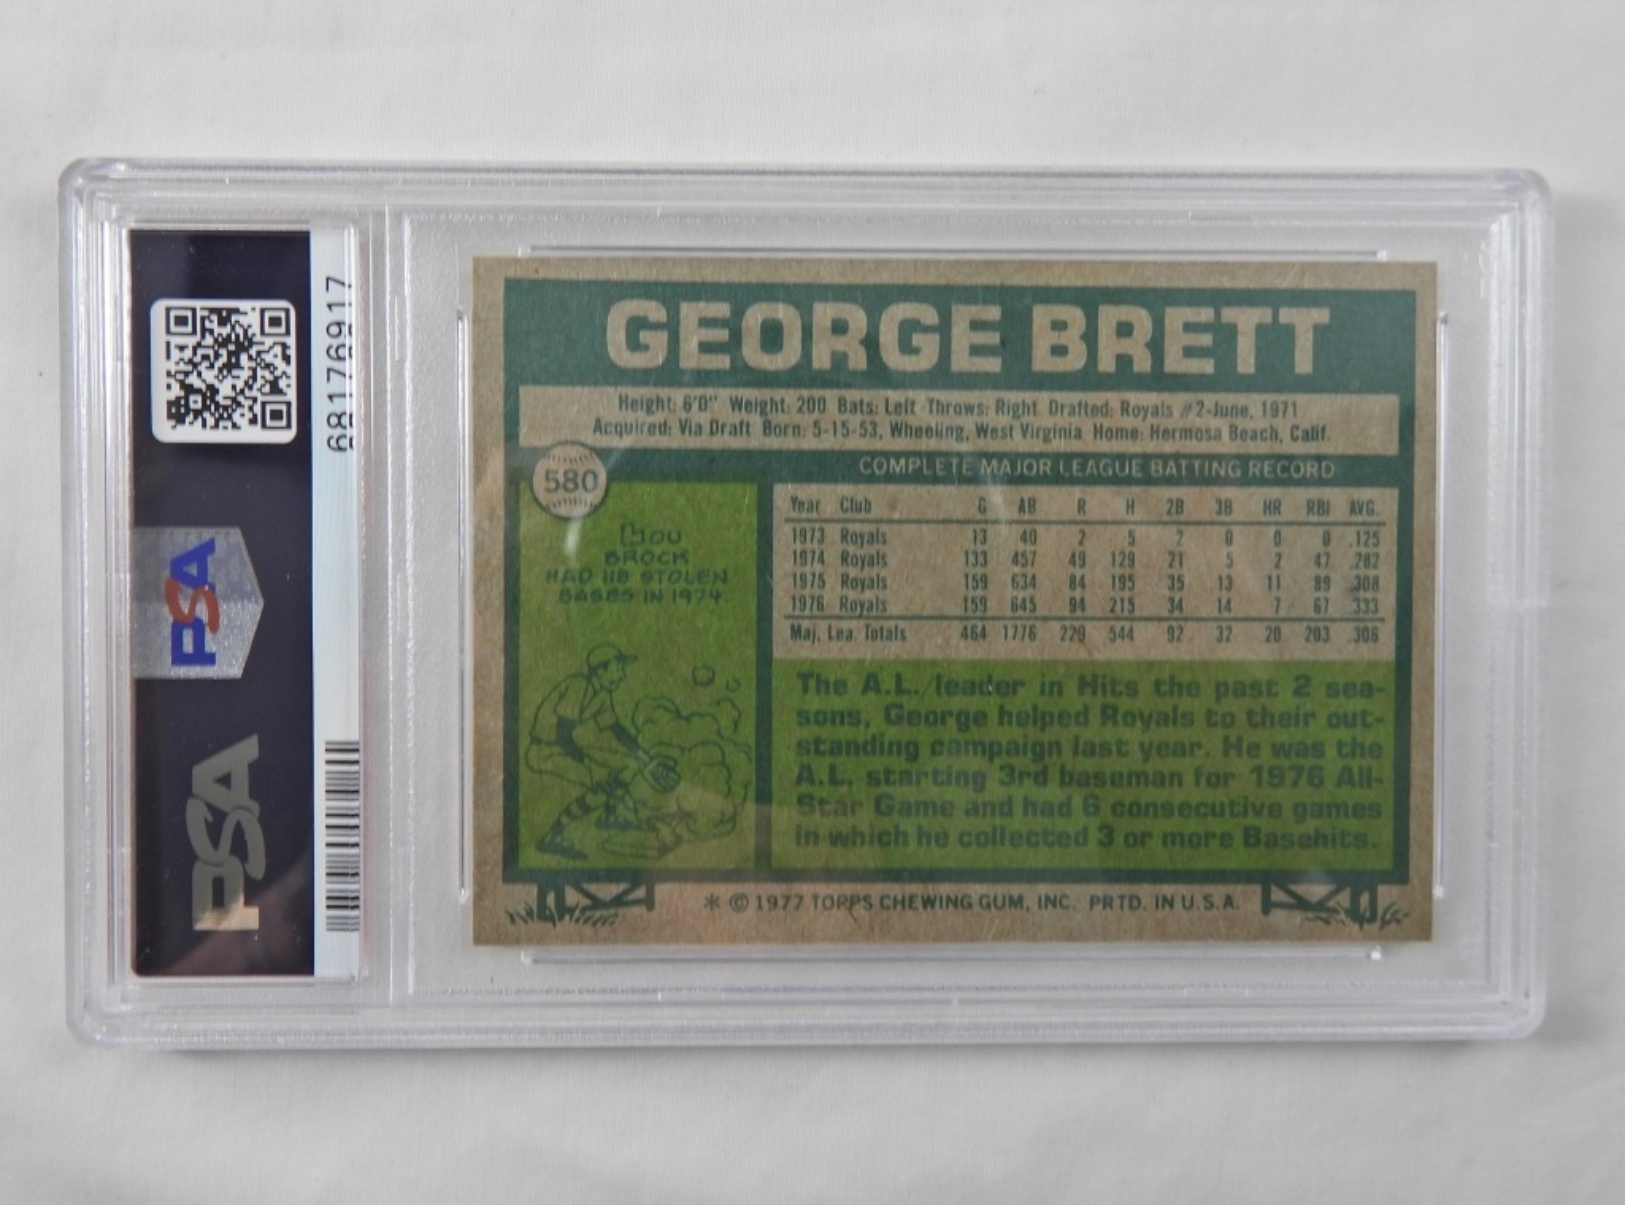 68176917
PSA
PSA
GEORGE BRETT
Height: 6'0" Weight: 200 Bats: Left Throws: Right Drafted: Royals #2-June, 1971
Acquired: Via Draft Born: 5-15-53, Wheeling, West Virginia Home: Hermosa Beach, Calif.
COMPLETE MAJOR LEAGUE BATTING RECORD
580
LOU
BROCK
HAD 118 STOLEN
BASES IN 1974
Year Club G AB R H 2B 3B HR RBI AVG.
1973 Royals 13 40 2 5 2 0 0 0 .125
1974 Royals 133 457 49 129 21 5 2 47 .282
1975 Royals 159 634 84 195 35 13 11 89 .308
1976 Royals 159 645 94 215 34 14 7 67 .333
Maj. Lea. Totals 464 1776 229 544 92 32 20 203 .306
The A.L. leader in Hits the past 2 sea-
sons, George helped Royals to their out-
standing campaign last year. He was the
A.L. starting 3rd baseman for 1976 All-
Star Game and had 6 consecutive games
in which he collected 3 or more Basehits.
* © 1977 TOPPS CHEWING GUM, INC. PRTD. IN U.S.A.